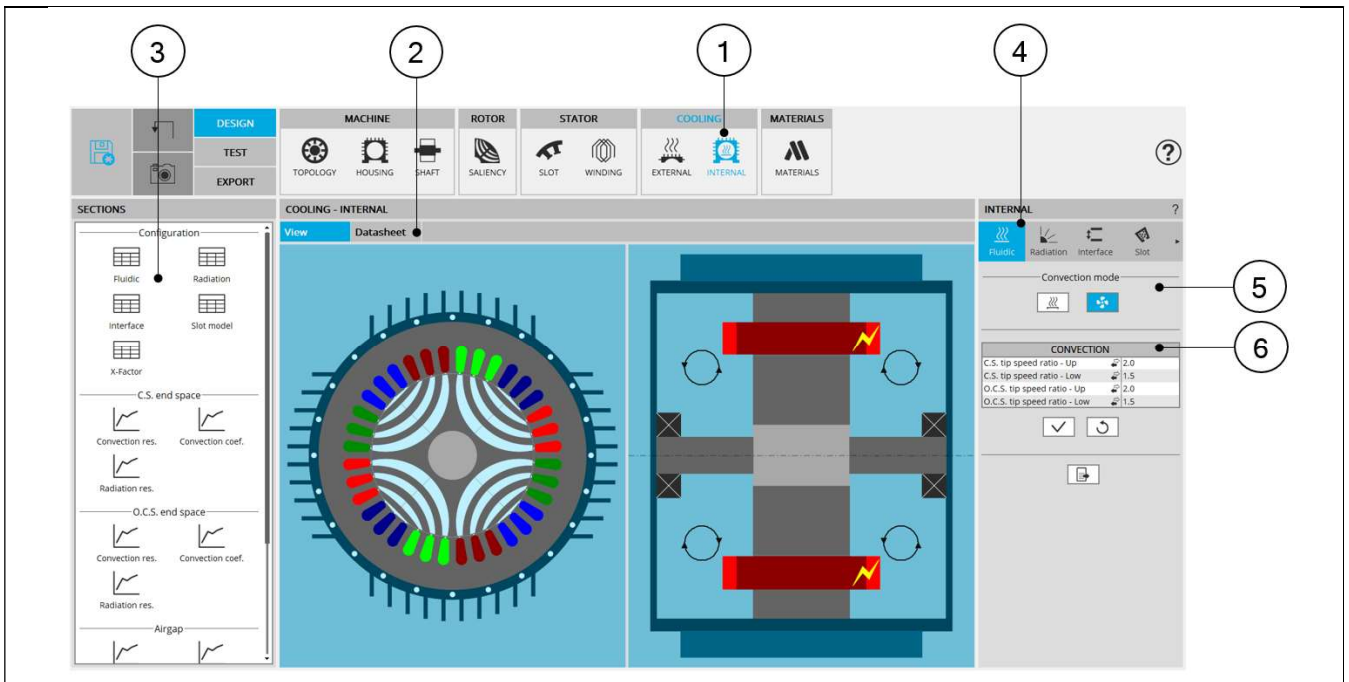 3
2
1
4
DESIGN
TEST
EXPORT
MACHINE
TOPOLOGY HOUSING SHAFT
ROTOR
SALIENCY
STATOR
SLOT WINDING
COOLING
EXTERNAL INTERNAL
MATERIALS
MATERIALS
?
SECTIONS
Configuration
Fluidic Radiation
Interface Slot model
X-Factor
C.S. end space
Convection res. Convection coef.
Radiation res.
O.C.S. end space
Convection res. Convection coef.
Radiation res.
Airgap
COOLING - INTERNAL
View Datasheet
INTERNAL ?
Fluidic Radiation Interface Slot
Convection mode
5
CONVECTION
6
C.S. tip speed ratio - Up 2.0
C.S. tip speed ratio - Low 1.5
O.C.S. tip speed ratio - Up 2.0
O.C.S. tip speed ratio - Low 1.5